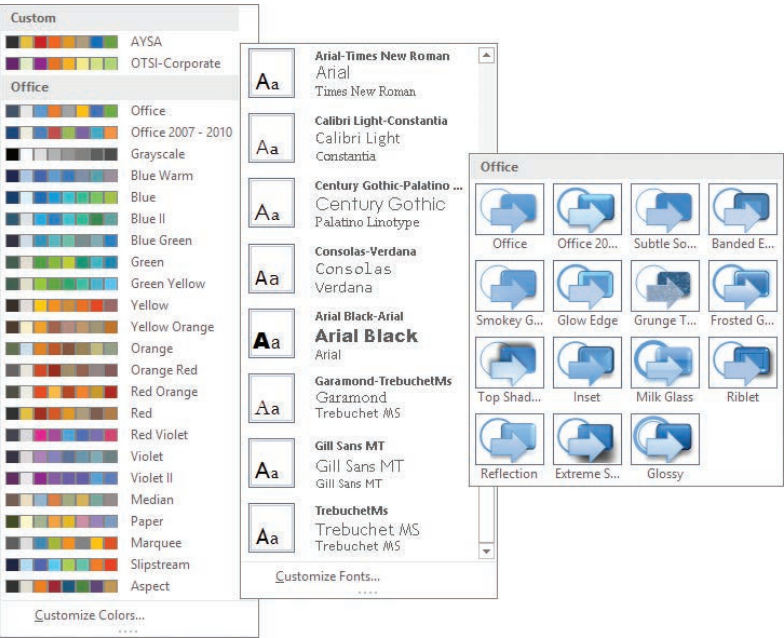 Custom
AYSA
OTSI-Corporate
Office
Office
Office 2007 - 2010
Grayscale
Blue Warm
Blue
Blue II
Blue Green
Green
Green Yellow
Yellow
Yellow Orange
Orange
Orange Red
Red Orange
Red
Red Violet
Violet
Violet II
Median
Paper
Marquee
Slipstream
Aspect
Customize Colors...
Aa
Arial-Times New Roman
Arial
Times New Roman
Aa
Calibri Light-Constantia
Calibri Light
Constantia
Aa
Century Gothic-Palatino ...
Century Gothic
Palatino Linotype
Aa
Consolas-Verdana
Consolas
Verdana
Aa
Arial Black-Arial
Arial Black
Arial
Aa
Garamond-TrebuchetMs
Garamond
Trebuchet MS
Aa
Gill Sans MT
Gill Sans MT
Gill Sans MT
Aa
TrebuchetMs
Trebuchet MS
Trebuchet MS
Customize Fonts...
Office
Office Office 20... Subtle So... Banded E...
Smokey G... Glow Edge Grunge T... Frosted G...
Top Shad... Inset Milk Glass Riblet
Reflection Extreme S... Glossy